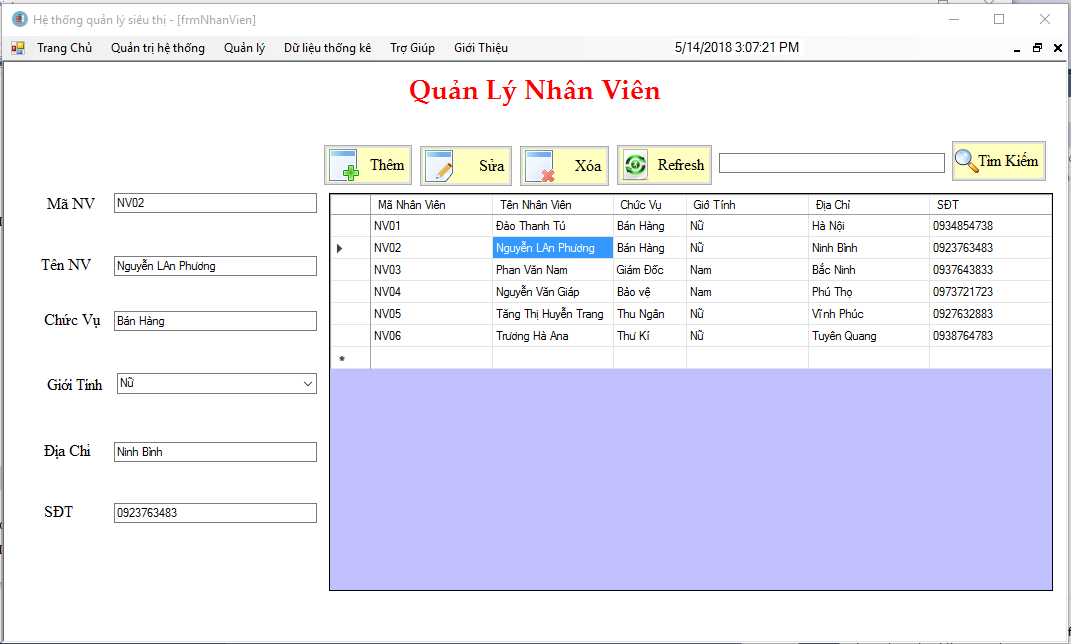 Hệ thống quản lý siêu thị - [frmNhanVien]
Trang Chủ Quản trị hệ thống Quản lý Dữ liệu thống kê Trợ Giúp Giới Thiệu 5/14/2018 3:07:21 PM
Quản Lý Nhân Viên
Thêm Sửa Xóa Refresh Tìm Kiếm
Mã NV NV02
Tên NV Nguyễn LAn Phương
Chức Vụ Bán Hàng
Giới Tính Nữ
Địa Chỉ Ninh Bình
SĐT 0923763483
Mã Nhân Viên Tên Nhân Viên Chức Vụ Giớ Tính Địa Chỉ SĐT
NV01 Đào Thanh Tú Bán Hàng Nữ Hà Nội 0934854738
NV02 Nguyễn LAn Phương Bán Hàng Nữ Ninh Bình 0923763483
NV03 Phan Văn Nam Giám Đốc Nam Bắc Ninh 0937643833
NV04 Nguyễn Văn Giáp Bảo vệ Nam Phú Thọ 0973721723
NV05 Tăng Thị Huyễn Trang Thu Ngân Nữ Vĩnh Phúc 0927632883
NV06 Trương Hà Ana Thư Kí Nữ Tuyên Quang 0938764783